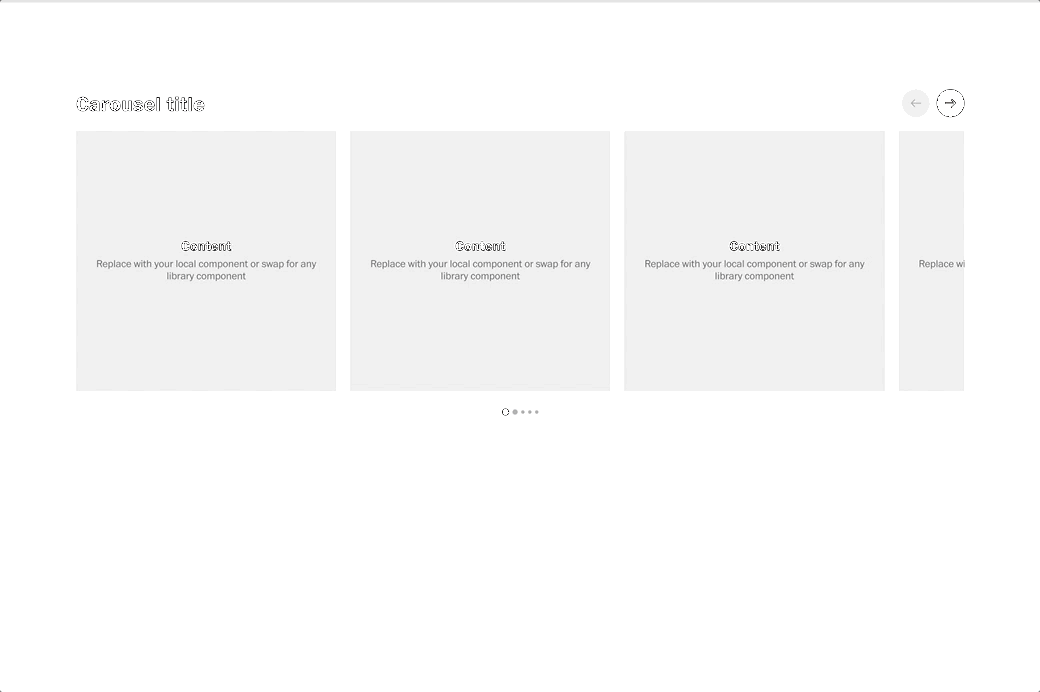 Carousel title
Content
Replace with your local component or swap for any
library component
Content
Replace with your local component or swap for any
library component
Content
Replace with your local component or swap for any
library component
Replace wi